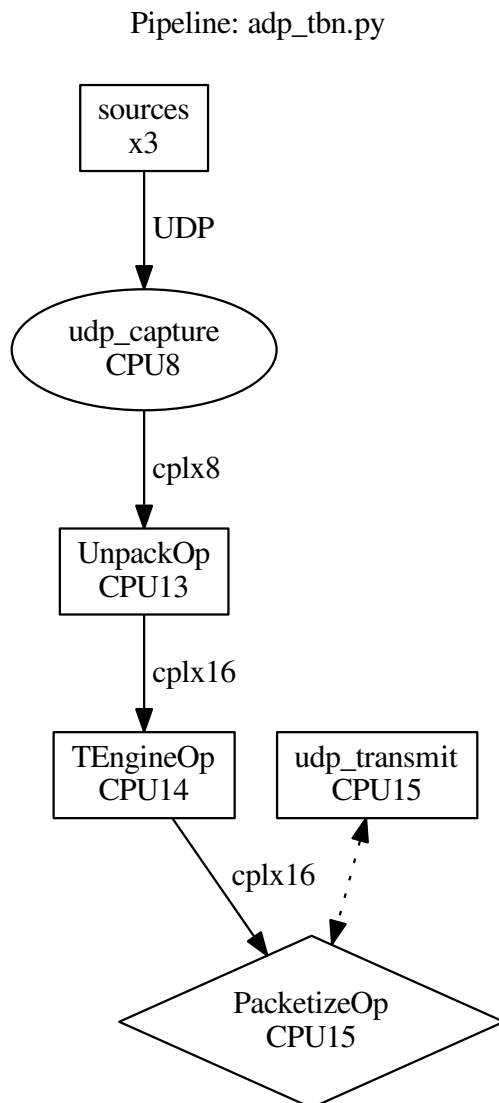 Pipeline: adp_tbn.py
sources
x3
UDP
udp_capture
CPU8
cplx8
UnpackOp
CPU13
cplx16
TEngineOp
CPU14
udp_transmit
CPU15
cplx16
PacketizeOp
CPU15